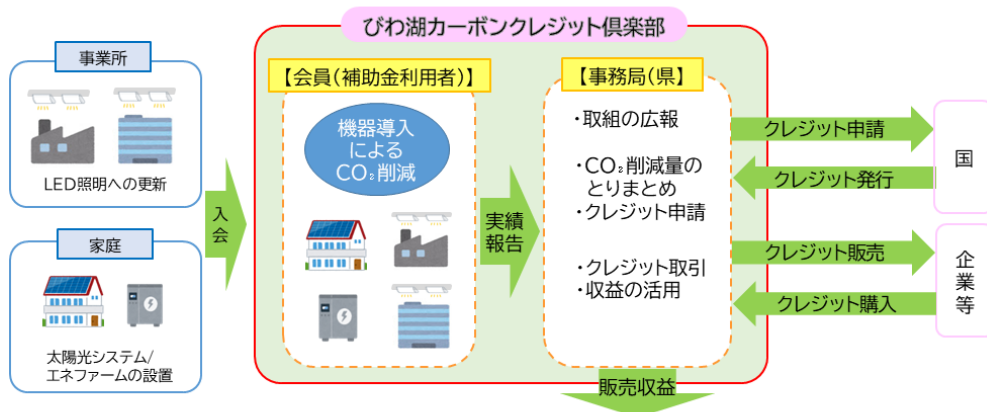 びわ湖カーボンクレジット倶楽部
事業所
LED照明への更新
家庭
太陽光システム/
エネファームの設置
入会
【会員(補助金利用者)】
機器導入
による
CO₂削減
実績
報告
【事務局(県)】
・取組の広報
・CO₂削減量の
とりまとめ
・クレジット申請
・クレジット取引
・収益の活用
クレジット申請
クレジット発行
国
クレジット販売
クレジット購入
企業等
販売収益